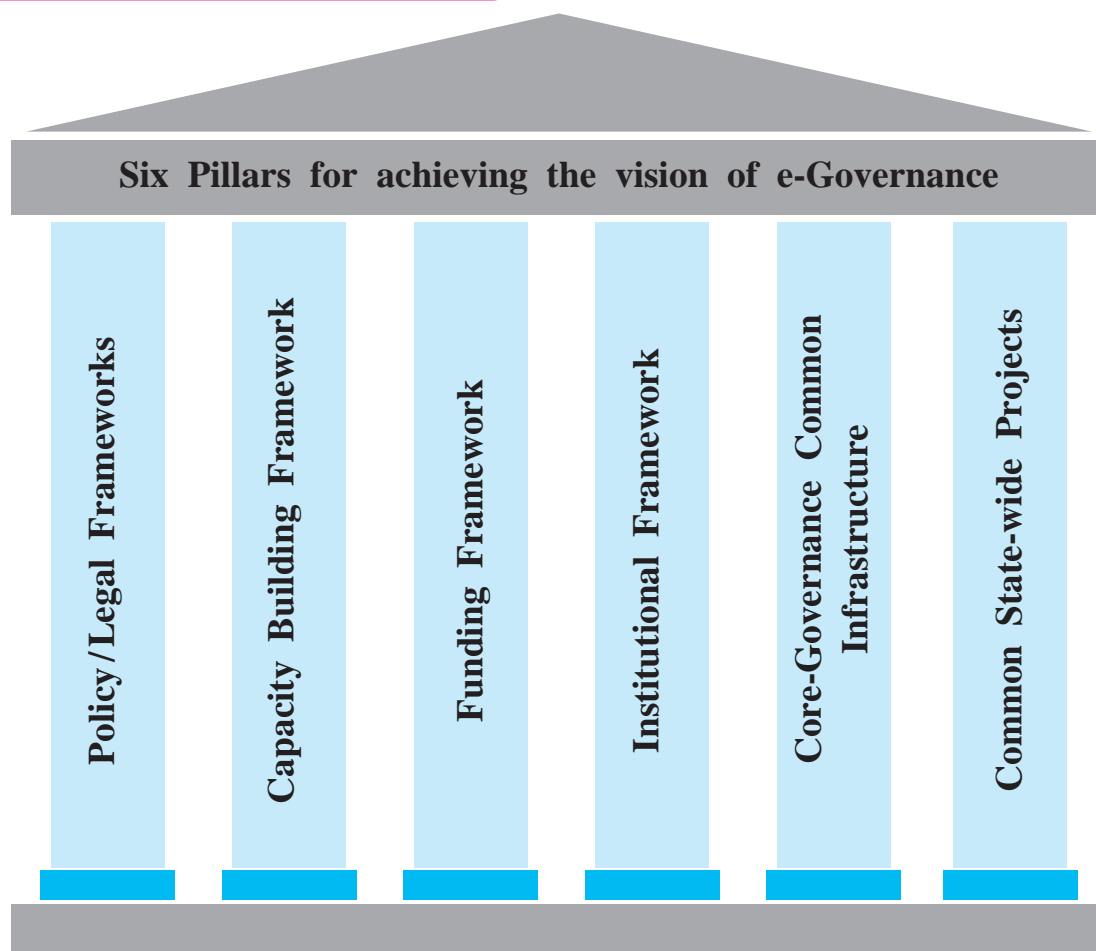 Six Pillars for achieving the vision of e-Governance
Policy/Legal Frameworks
Capacity Building Framework
Funding Framework
Institutional Framework
Core-Governance Common
Infrastructure
Common State-wide Projects